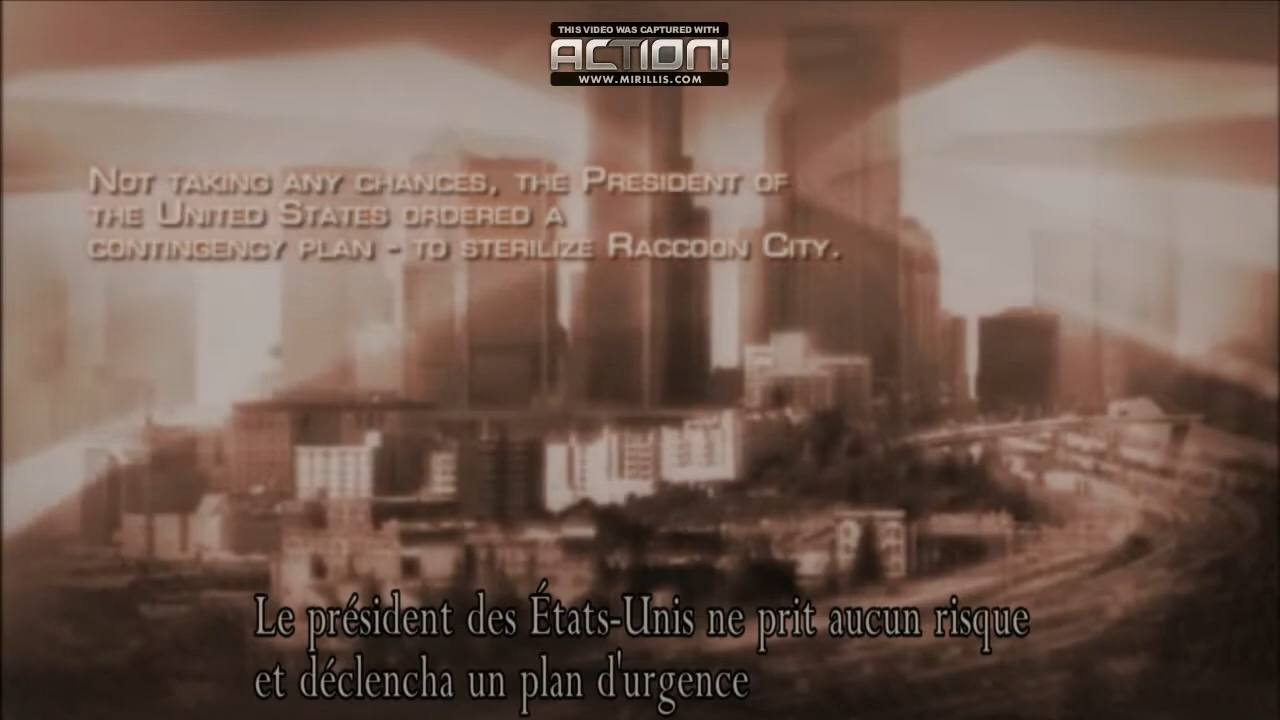 THIS VIDEO WAS CAPTURED WITH
ACTION!
WWW.MIRILLIS.COM
NOT TAKING ANY CHANCES, THE PRESIDENT OF
THE UNITED STATES ORDERED A
CONTINGENCY PLAN - TO STERILIZE RACCOON CITY.
Le président des États-Unis ne prit aucun risque
et déclencha un plan d'urgence